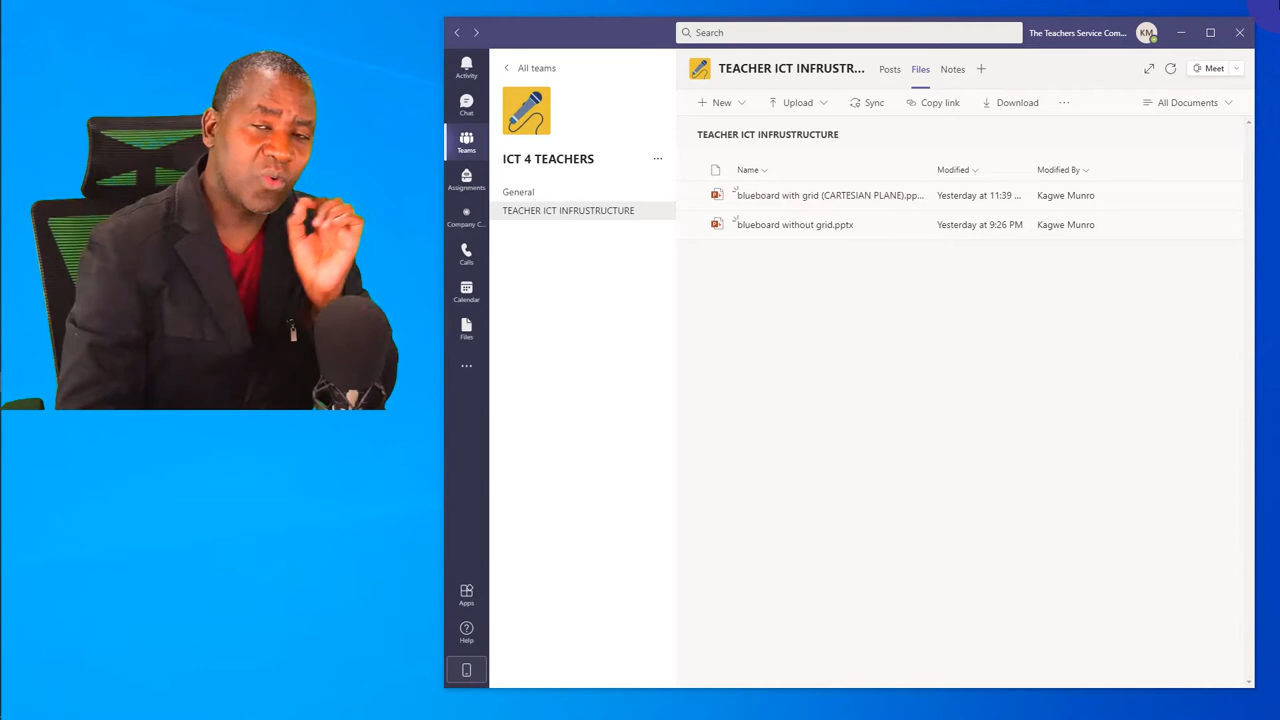 Search
The Teachers Service Com...
KM
Activity
Chat
Teams
Assignments
Company C...
Calls
Calendar
Files
Apps
Help
All teams
ICT 4 TEACHERS
General
TEACHER ICT INFRUSTRUCTURE
TEACHER ICT INFRUSTR...
Posts
Files
Notes
Meet
New
Upload
Sync
Copy link
Download
All Documents
TEACHER ICT INFRUSTRUCTURE
Name
Modified
Modified By
blueboard with grid (CARTESIAN PLANE).pp...
Yesterday at 11:39 ...
Kagwe Munro
blueboard without grid.pptx
Yesterday at 9:26 PM
Kagwe Munro